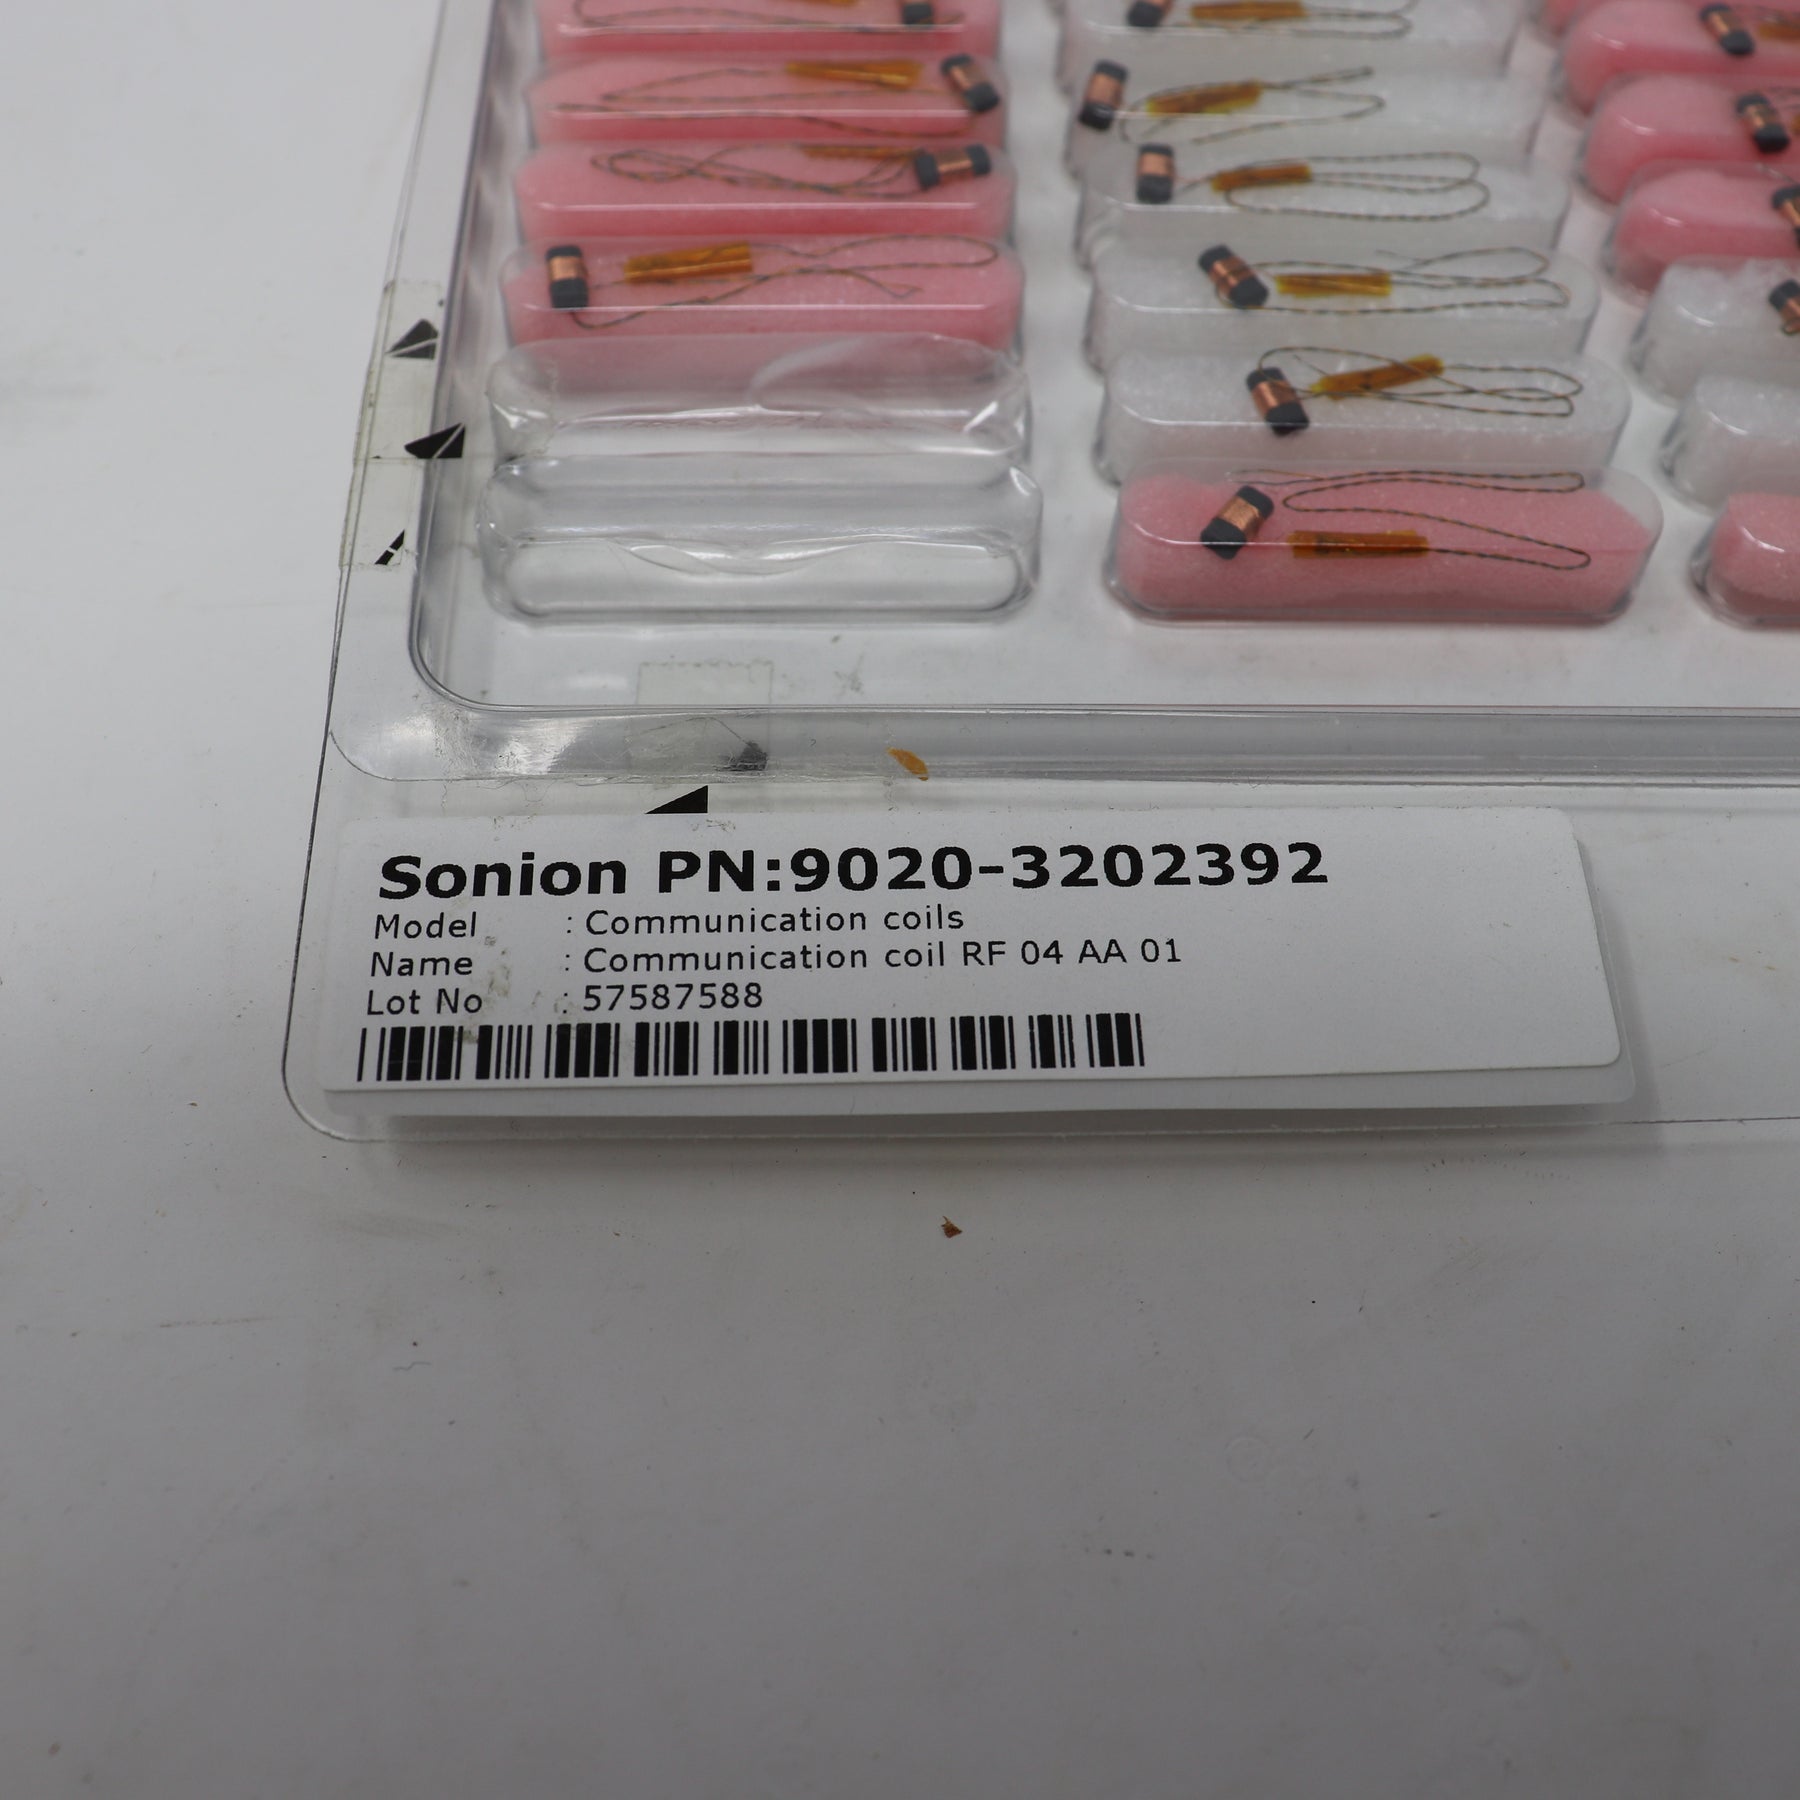 Sonion PN:9020-3202392
Model : Communication coils
Name : Communication coil RF 04 AA 01
Lot No : 57587588